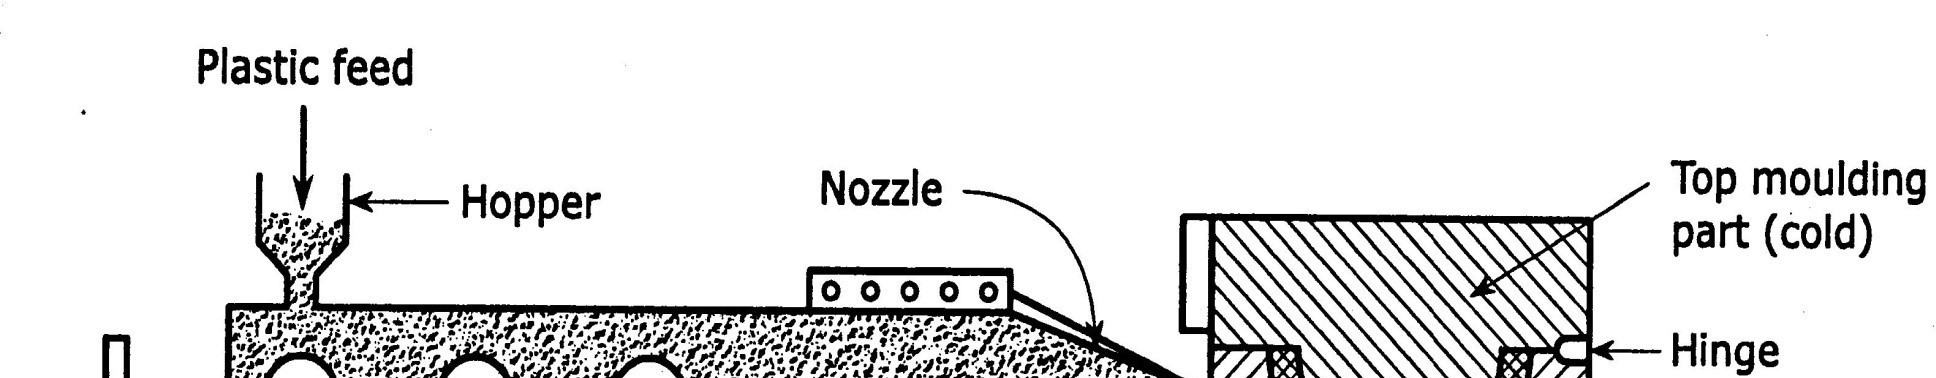 Plastic feed
Hopper
Nozzle
Top moulding
part (cold)
Hinge